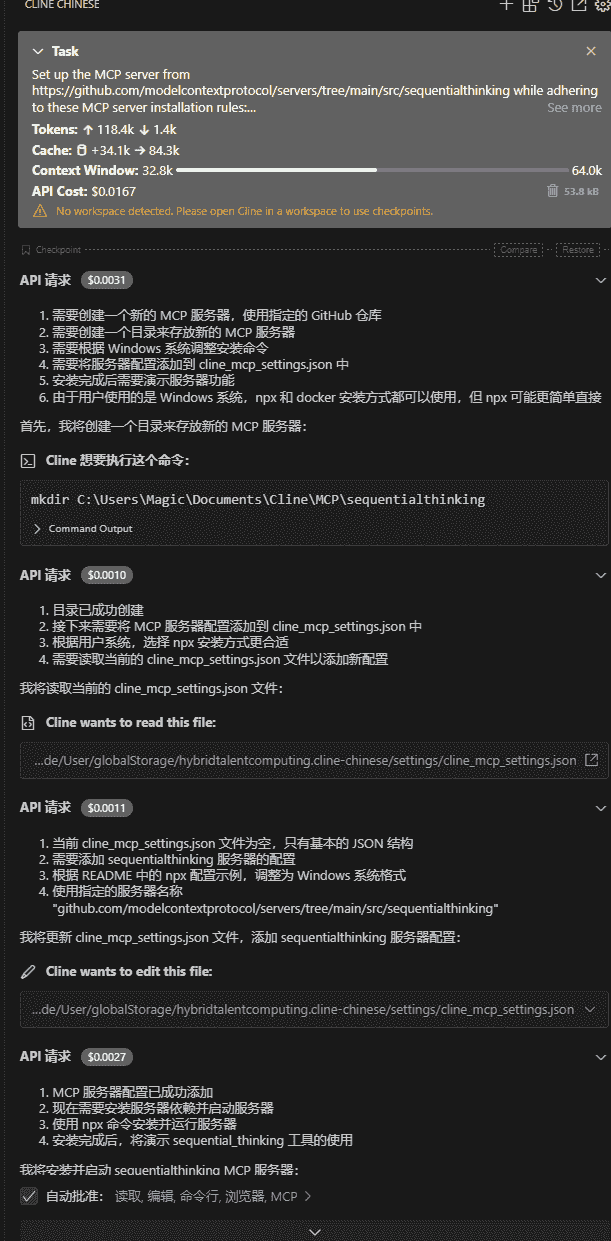 CLINE CHINESE
Task
Set up the MCP server from
https://github.com/modelcontextprotocol/servers/tree/main/src/sequentialthinking while adhering
to these MCP server installation rules:...
See more
Tokens: ↑ 118.4k ↓ 1.4k
Cache: +34.1k → 84.3k
Context Window: 32.8k 64.0k
API Cost: $0.0167 53.8 kB
No workspace detected. Please open Cline in a workspace to use checkpoints.
Checkpoint Compare Restore
API 请求 $0.0031
1. 需要创建一个新的 MCP 服务器，使用指定的 GitHub 仓库
2. 需要创建一个目录来存放新的 MCP 服务器
3. 需要根据 Windows 系统调整安装命令
4. 需要将服务器配置添加到 cline_mcp_settings.json 中
5. 安装完成后需要演示服务器功能
6. 由于用户使用的是 Windows 系统，npx 和 docker 安装方式都可以使用，但 npx 可能更简单直接
首先，我将创建一个目录来存放新的 MCP 服务器：
Cline 想要执行这个命令:
mkdir C:\Users\Magic\Documents\Cline\MCP\sequentialthinking
Command Output
API 请求 $0.0010
1. 目录已成功创建
2. 接下来需要将 MCP 服务器配置添加到 cline_mcp_settings.json 中
3. 根据用户系统，选择 npx 安装方式更合适
4. 需要读取当前的 cline_mcp_settings.json 文件以添加新配置
我将读取当前的 cline_mcp_settings.json 文件：
Cline wants to read this file:
...de/User/globalStorage/hybridtalentcomputing.cline-chinese/settings/cline_mcp_settings.json
API 请求 $0.0011
1. 当前 cline_mcp_settings.json 文件为空，只有基本的 JSON 结构
2. 需要添加 sequentialthinking 服务器的配置
3. 根据 README 中的 npx 配置示例，调整为 Windows 系统格式
4. 使用指定的服务器名称
"github.com/modelcontextprotocol/servers/tree/main/src/sequentialthinking"
我将更新 cline_mcp_settings.json 文件，添加 sequentialthinking 服务器配置：
Cline wants to edit this file:
...de/User/globalStorage/hybridtalentcomputing.cline-chinese/settings/cline_mcp_settings.json
API 请求 $0.0027
1. MCP 服务器配置已成功添加
2. 现在需要安装服务器依赖并启动服务器
3. 使用 npx 命令安装并运行服务器
4. 安装完成后，将演示 sequential_thinking 工具的使用
我将安装并启动 sequentialthinking MCP 服务器：
自动批准： 读取, 编辑, 命令行, 浏览器, MCP